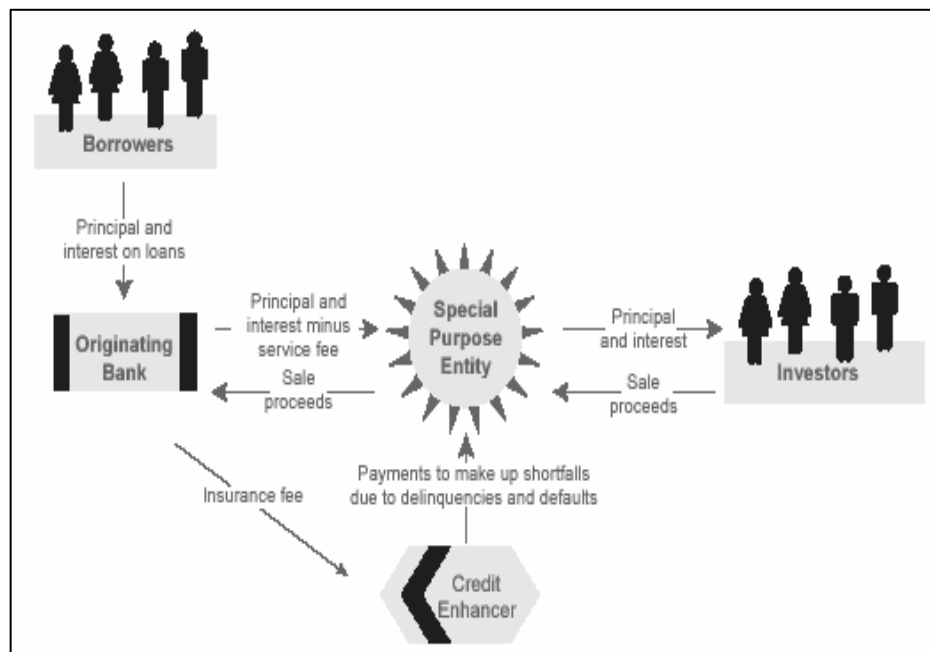 Borrowers
Principal and
interest on loans
Originating
Bank
Principal and
interest minus
service fee
Sale
proceeds
Special
Purpose
Entity
Principal
and interest
Sale
proceeds
Investors
Insurance fee
Payments to make up shortfalls
due to delinquencies and defaults
Credit
Enhancer